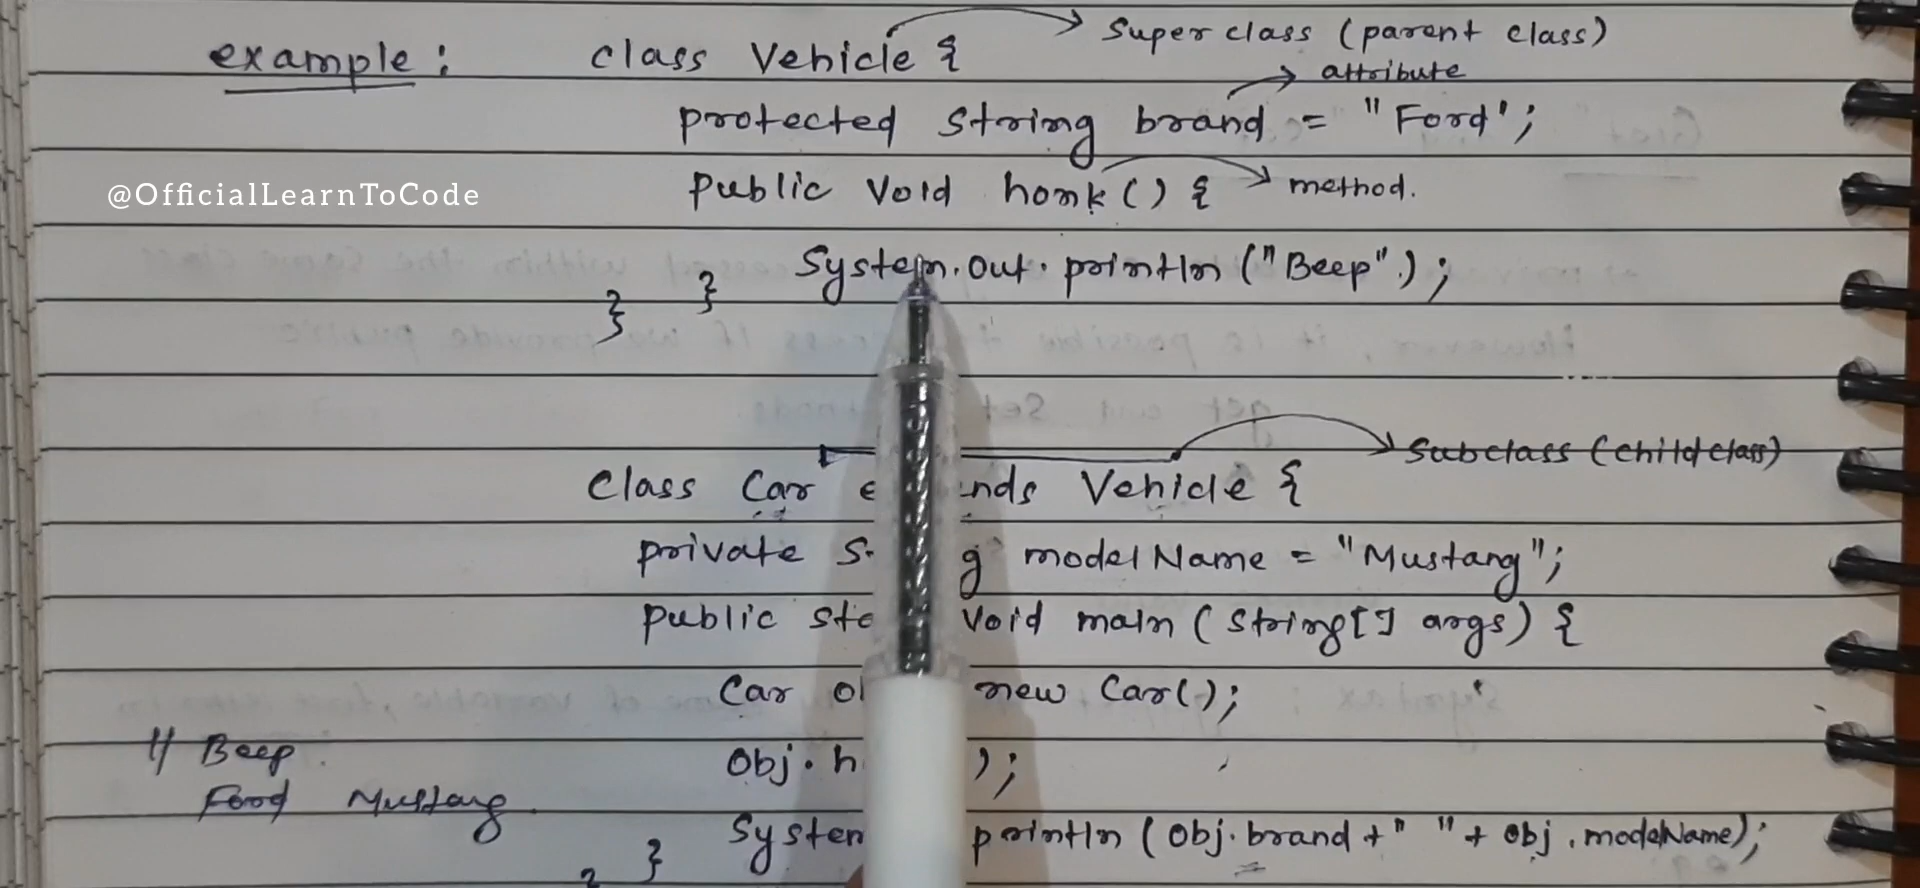 example : class Vehicle { Super class (parent class)
attribute
protected string brand = "Ford';
@OfficialLearnToCode
public void honk () { method.
System.out.println ("Beep".);
} }
Subclass (child class)
Class Car nds Vehicle {
private modelName = "Mustang";
public void main (String[] args) {
Car new Car();
// Beep.
Obj. );
Ford Mustang.
System println (Obj.brand +" "+ obj.modelName);
}